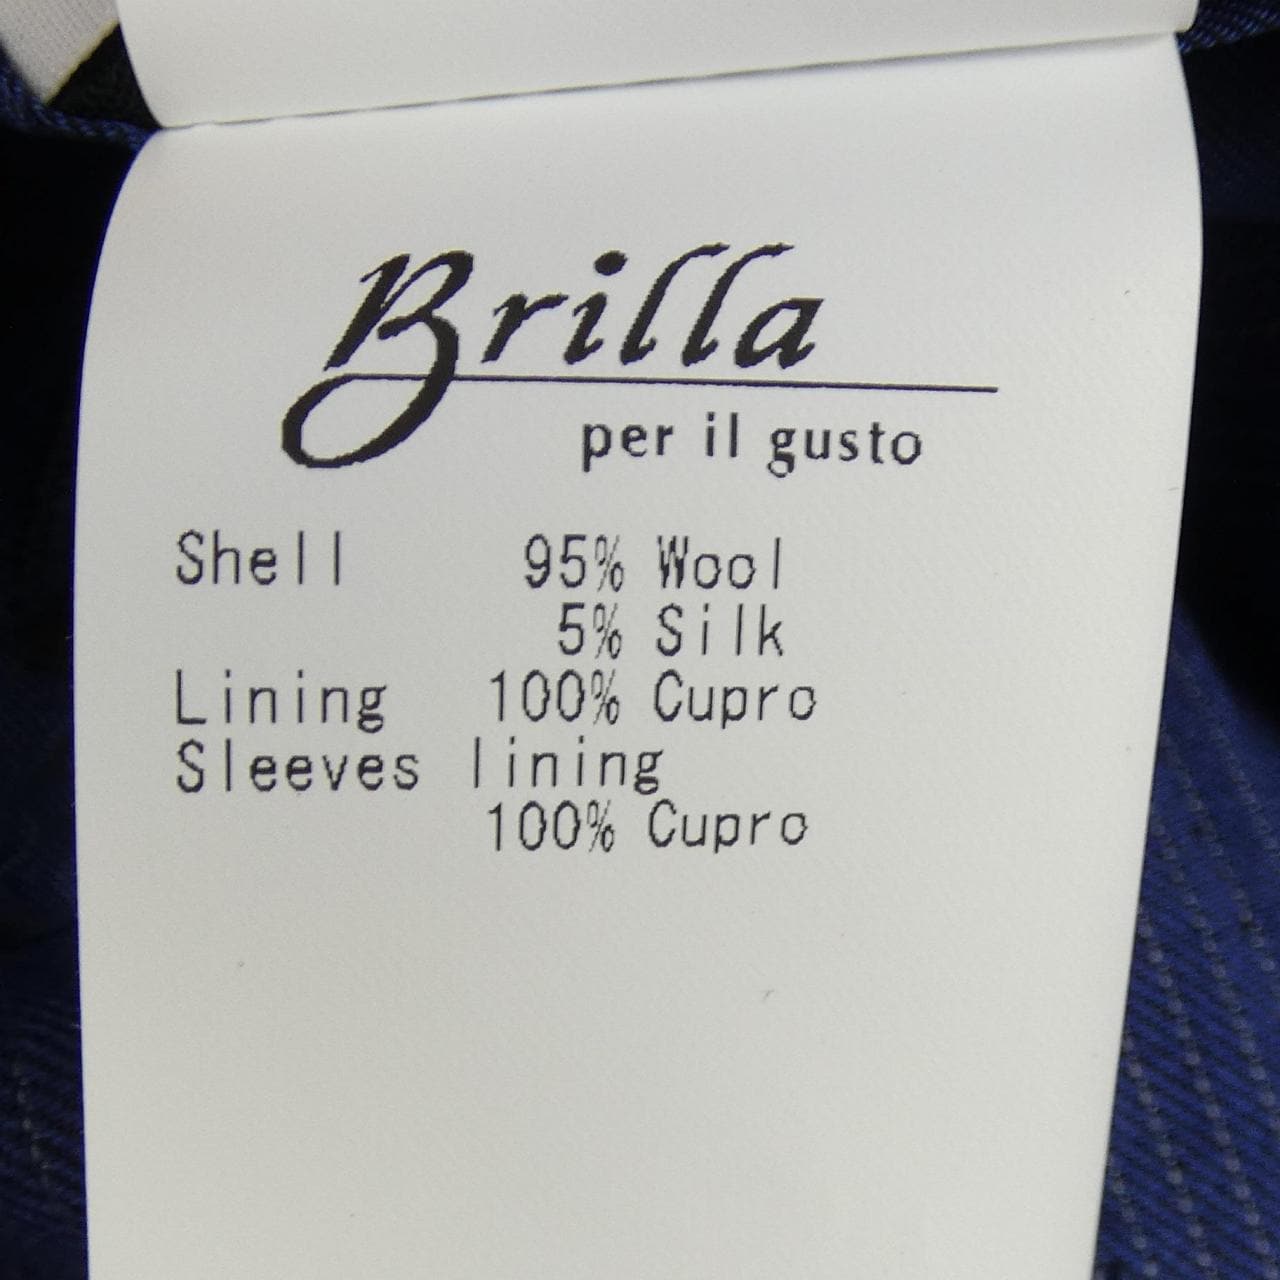 Brilla
per il gusto
Shell 95% Wool
5% Silk
Lining 100% Cupro
Sleeves lining
100% Cupro